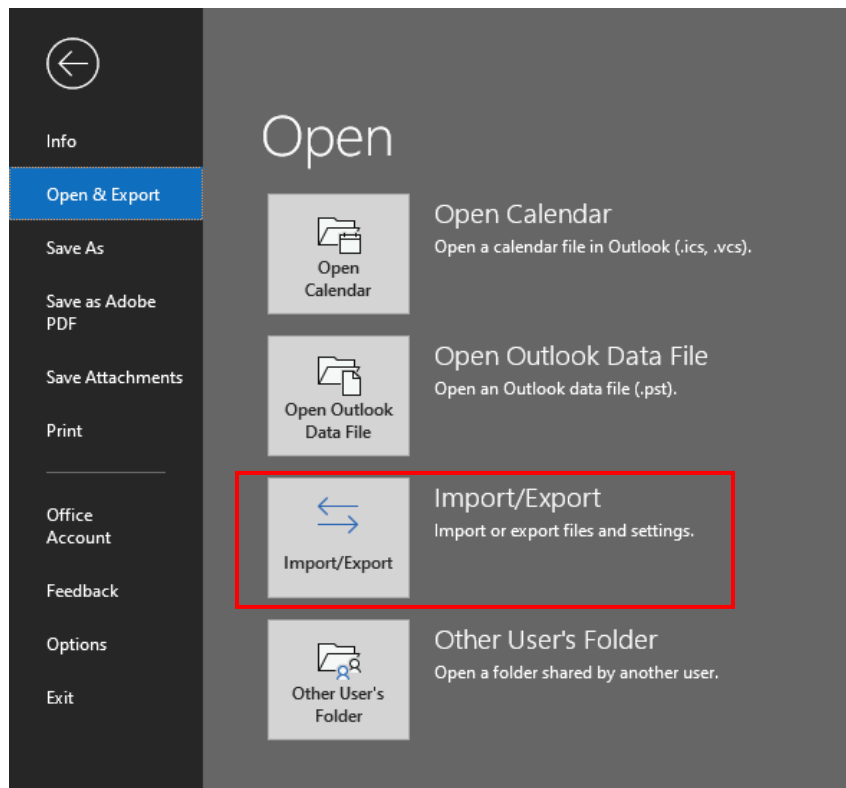 Info
Open & Export
Save As
Save as Adobe
PDF
Save Attachments
Print
Office
Account
Feedback
Options
Exit
Open
Open
Calendar
Open Calendar
Open a calendar file in Outlook (.ics, .vcs).
Open Outlook
Data File
Open Outlook Data File
Open an Outlook data file (.pst).
Import/Export
Import/Export
Import or export files and settings.
Other User's
Folder
Other User's Folder
Open a folder shared by another user.